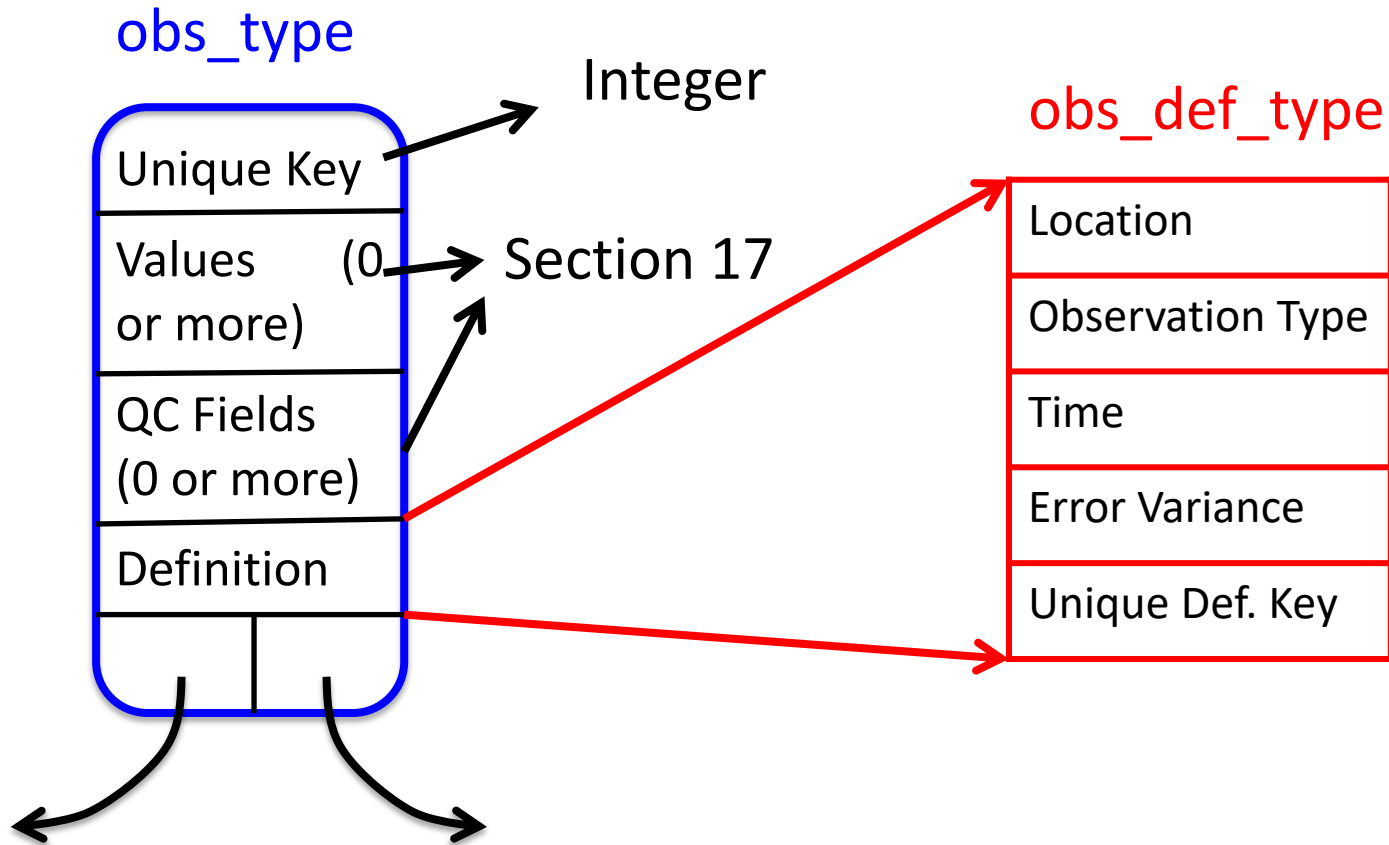 obs_type
Unique Key
Values (0
or more)
QC Fields
(0 or more)
Definition
Integer
Section 17
obs_def_type
Location
Observation Type
Time
Error Variance
Unique Def. Key